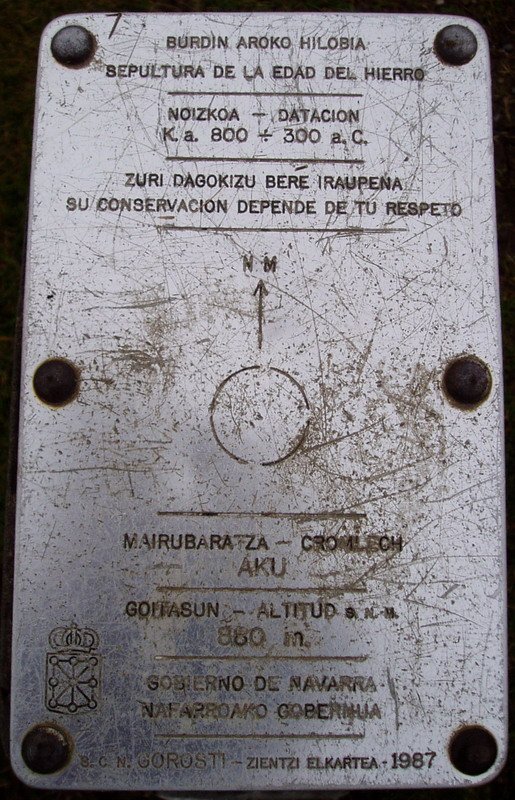 BURDIN AROKO HILOBIA
SEPULTURA DE LA EDAD DEL HIERRO
NOIZKOA - DATACION
K. a. 800 ÷ 300 a. C.
ZURI DAGOKIZU BERE IRAUPENA
SU CONSERVACION DEPENDE DE TU RESPETO
N M
MAIRUBARATZA - CROMLECH
AKU
GOITASUN - ALTITUD s. n. m.
880 m.
GOBIERNO DE NAVARRA
NAFARROAKO GOBERNUA
S. C. N. GOROSTI - ZIENTZI ELKARTEA - 1987